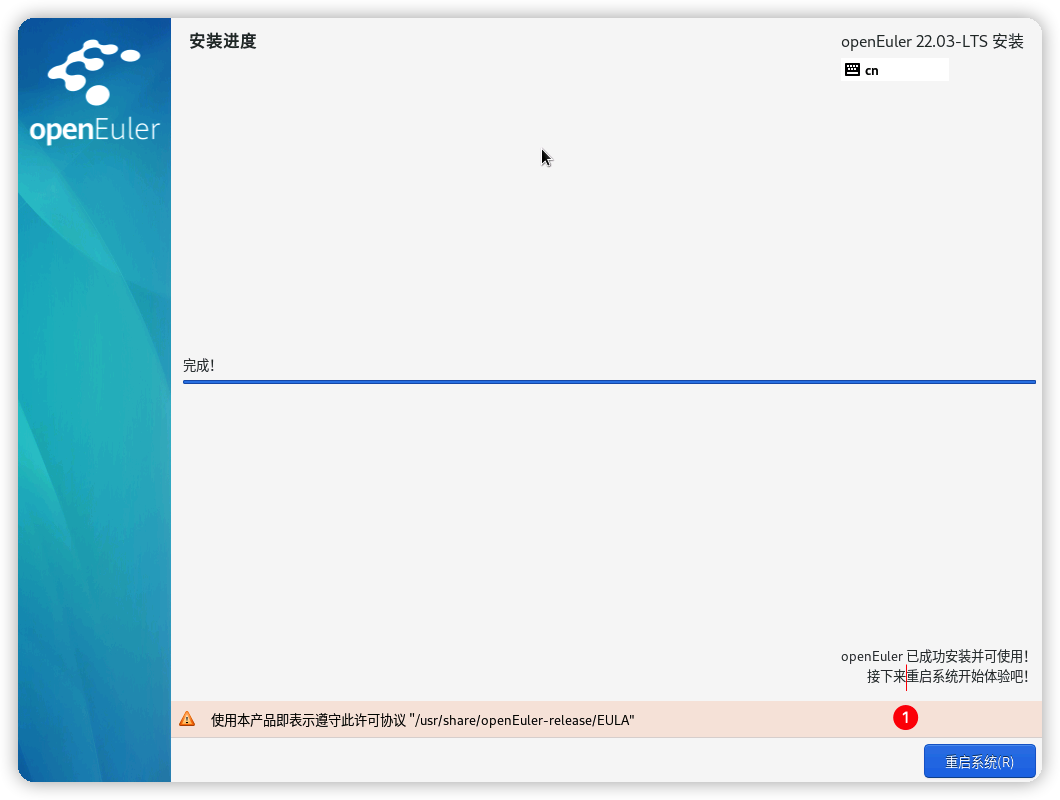 openEuler
安装进度
openEuler 22.03-LTS 安装
cn
完成!
openEuler 已成功安装并可使用!
接下来重启系统开始体验吧!
使用本产品即表示遵守此许可协议 "/usr/share/openEuler-release/EULA"
1
重启系统(R)